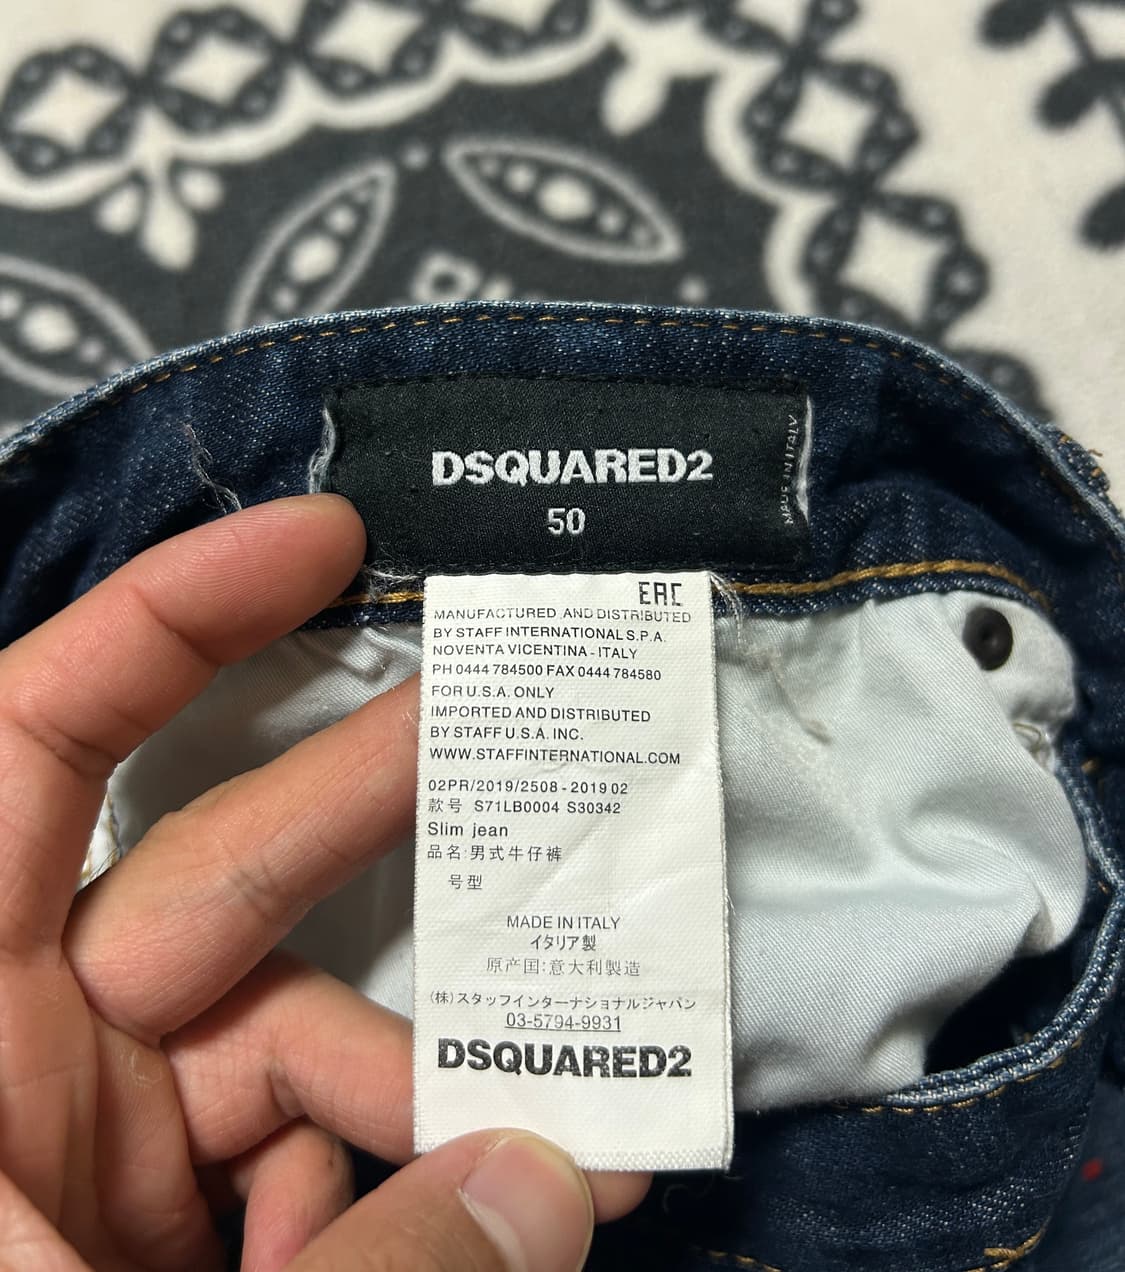 DSQUARED2
50
MADE IN ITALY
EAC
MANUFACTURED AND DISTRIBUTED
BY STAFF INTERNATIONAL S.P.A.
NOVENTA VICENTINA - ITALY
PH 0444 784500 FAX 0444 784580
FOR U.S.A. ONLY
IMPORTED AND DISTRIBUTED
BY STAFF U.S.A. INC.
WWW.STAFFINTERNATIONAL.COM
02PR/2019/2508 - 2019 02
款号 S71LB0004 S30342
Slim jean
品名:男式牛仔裤
号型
MADE IN ITALY
イタリア製
原产国:意大利製造
(株)スタッフインターナショナルジャパン
03-5794-9931
DSQUARED2